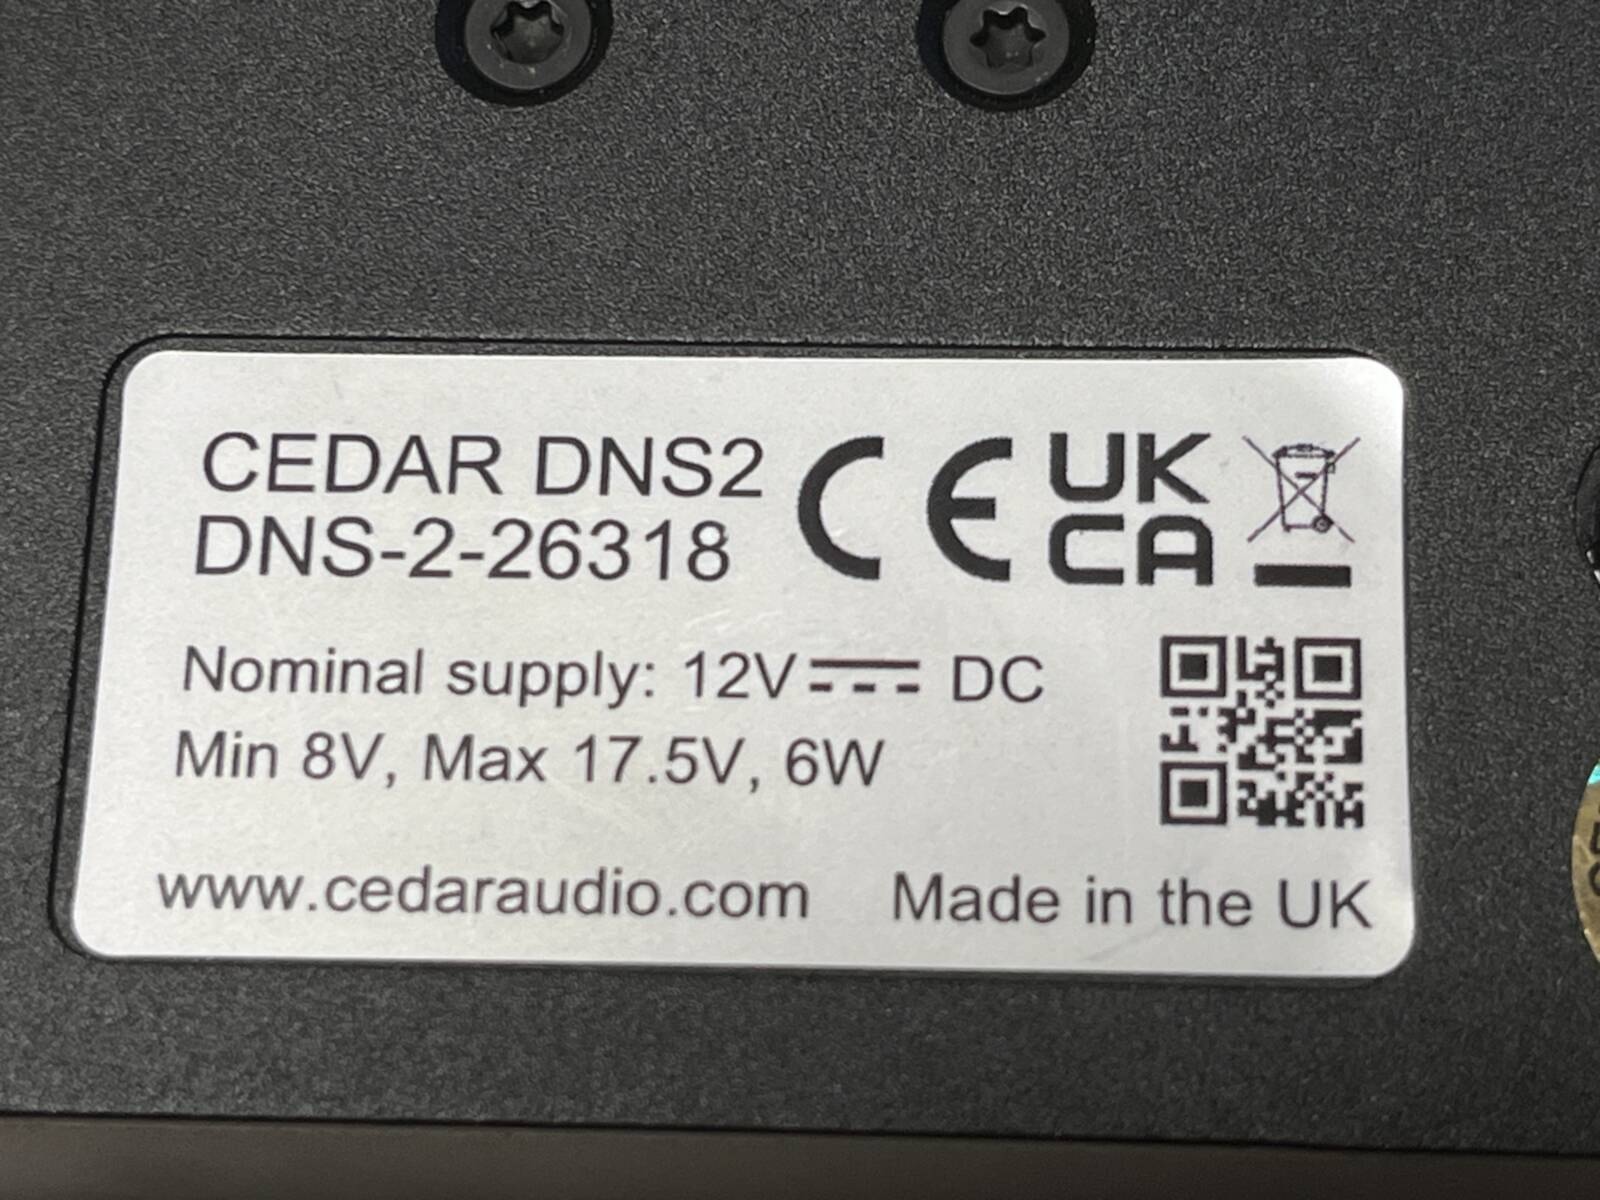 CEDAR DNS2
DNS-2-26318
CE
UK
CA
Nominal supply: 12V⎓ DC
Min 8V, Max 17.5V, 6W
www.cedaraudio.com
Made in the UK